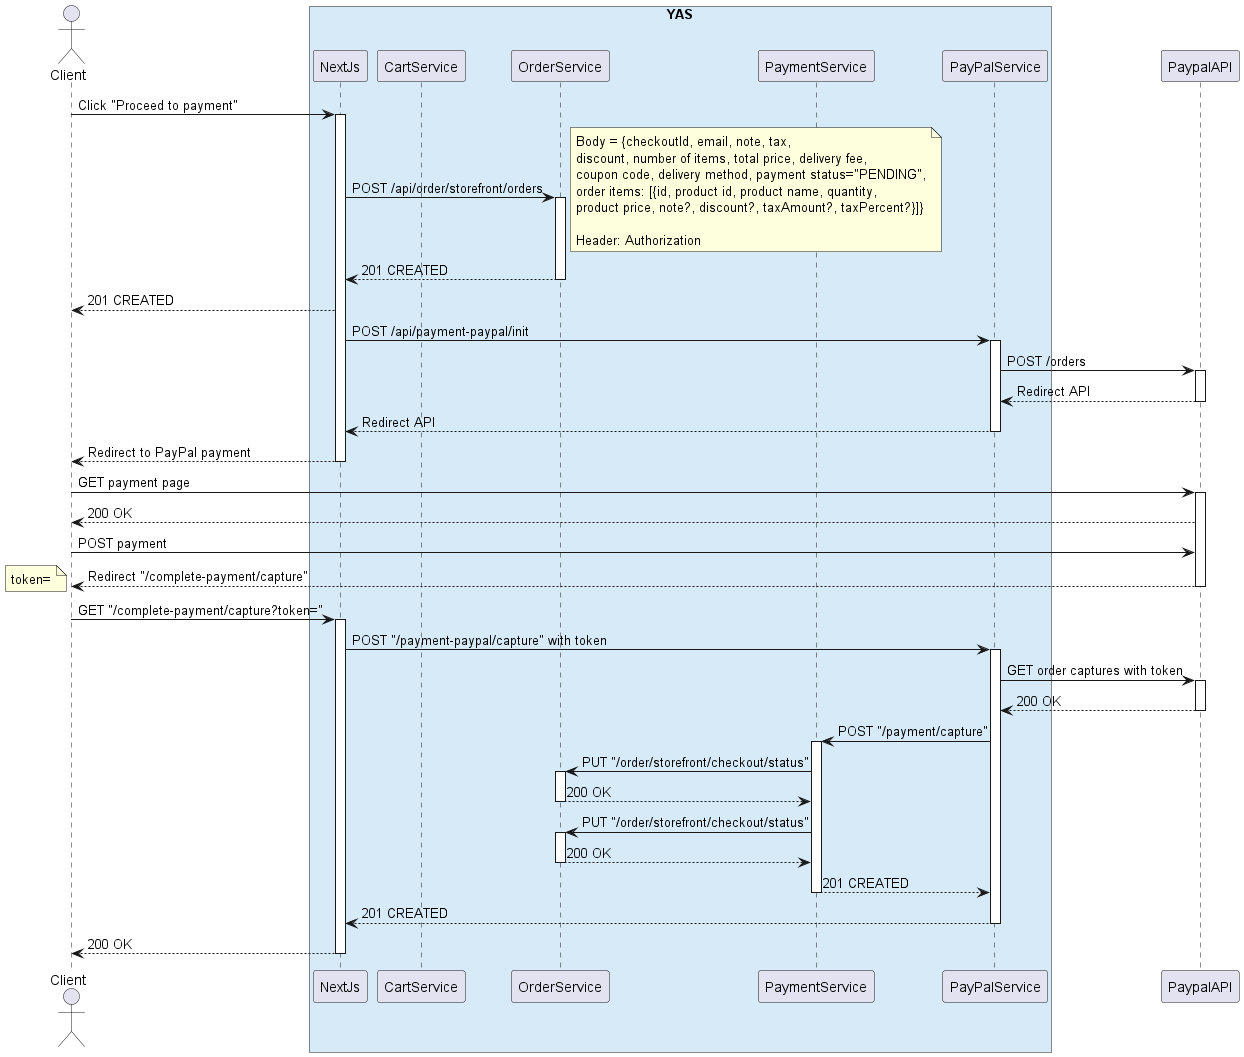 YAS
Client
NextJs
CartService
OrderService
PaymentService
PayPalService
PaypalAPI
Click "Proceed to payment"
Body = {checkoutId, email, note, tax,
discount, number of items, total price, delivery fee,
coupon code, delivery method, payment status="PENDING",
order items: [{id, product id, product name, quantity,
product price, note?, discount?, taxAmount?, taxPercent?}]}
Header: Authorization
POST /api/order/storefront/orders
201 CREATED
201 CREATED
POST /api/payment-paypal/init
POST /orders
Redirect API
Redirect API
Redirect to PayPal payment
GET payment page
200 OK
POST payment
token=
Redirect "/complete-payment/capture"
GET "/complete-payment/capture?token="
POST "/payment-paypal/capture" with token
GET order captures with token
200 OK
POST "/payment/capture"
PUT "/order/storefront/checkout/status"
200 OK
PUT "/order/storefront/checkout/status"
200 OK
201 CREATED
201 CREATED
200 OK
Client
NextJs
CartService
OrderService
PaymentService
PayPalService
PaypalAPI